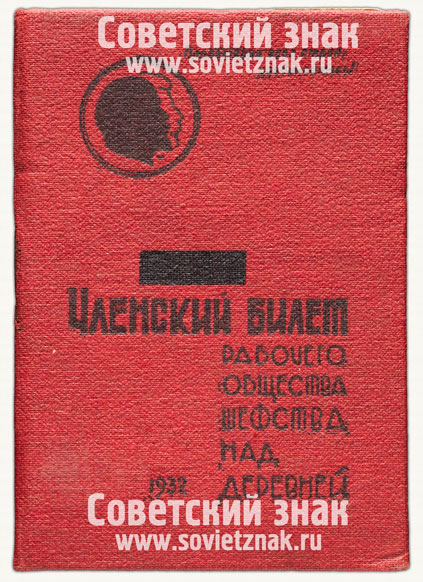 Советский знак
www.sovietznak.ru
Членский билет
рабочего
общества
шефства
над
1932 деревней
Советский знак
www.sovietznak.ru